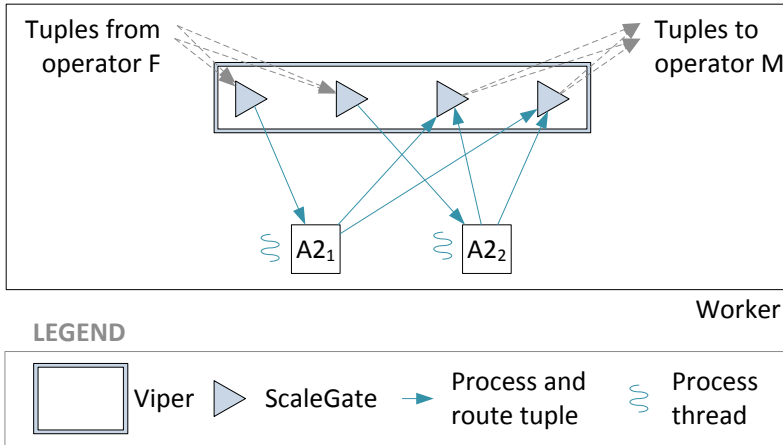 Tuples from
operator F
Tuples to
operator M
A2₁
A2₂
Worker
LEGEND
Viper
ScaleGate
Process and
route tuple
Process
thread